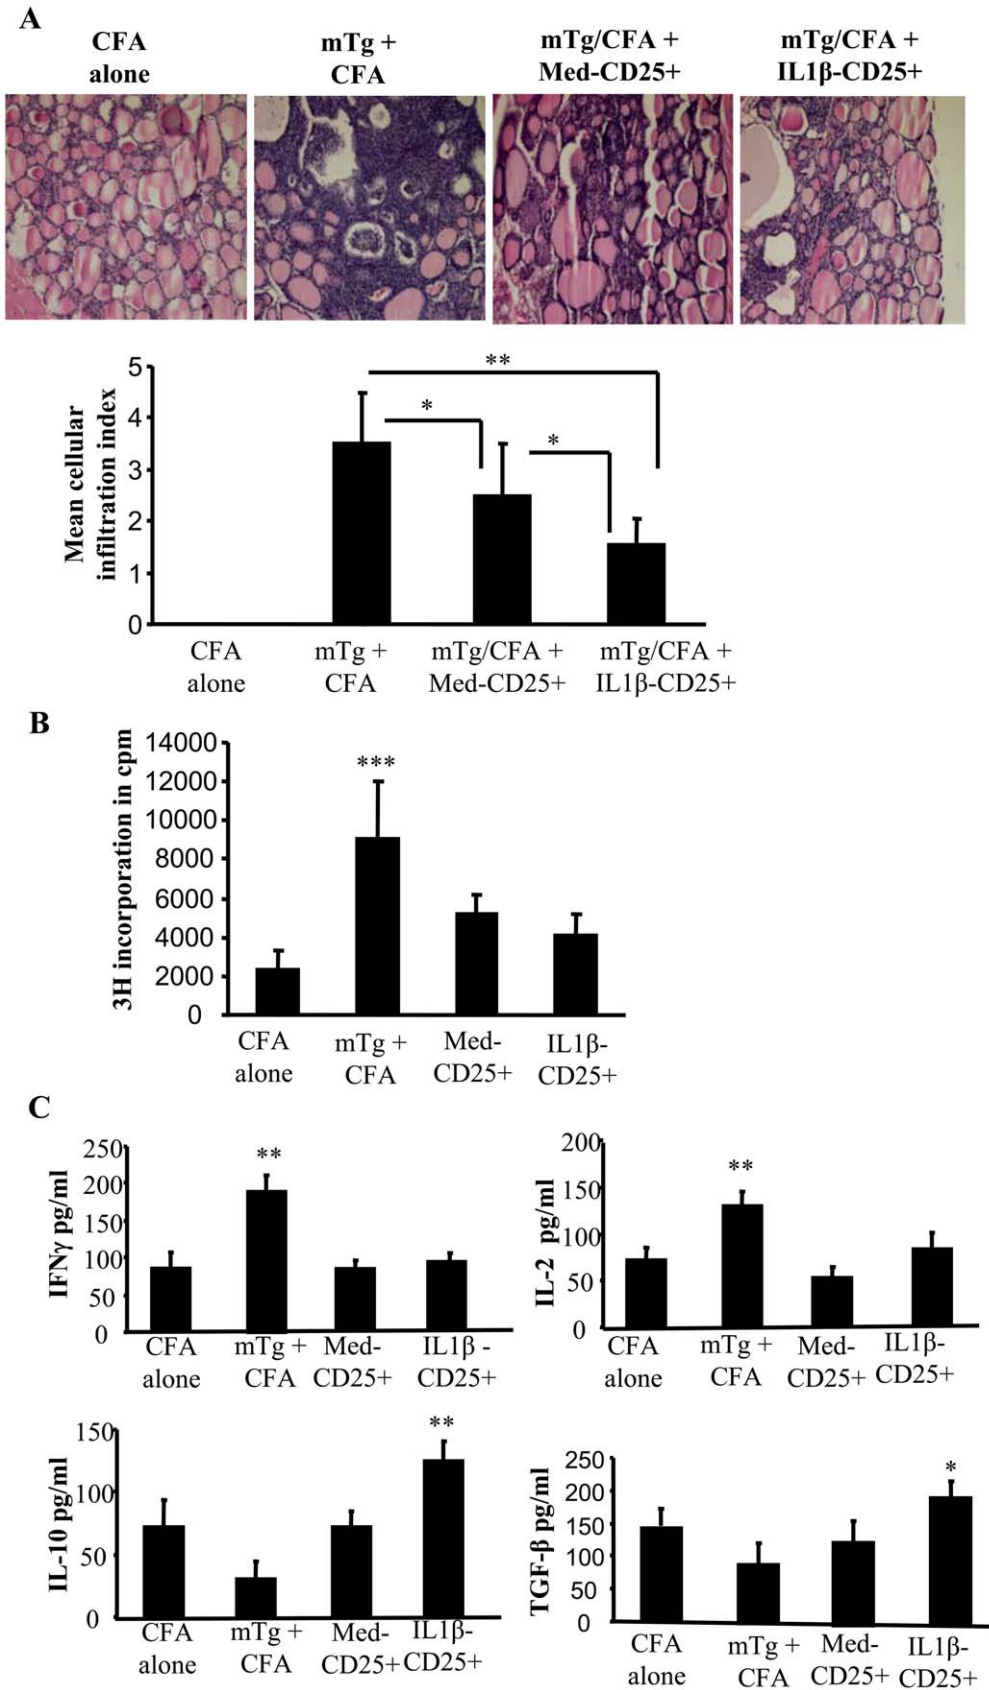 A
CFA
alone
mTg +
CFA
mTg/CFA +
Med-CD25+
mTg/CFA +
IL1β-CD25+
Mean cellular
infiltration index
5
4
3
2
1
0
**
*
*
CFA
alone
mTg +
CFA
mTg/CFA +
Med-CD25+
mTg/CFA +
IL1β-CD25+
B
3H incorporation in cpm
14000
12000
10000
8000
6000
4000
2000
0
***
CFA
alone
mTg +
CFA
Med-
CD25+
IL1β-
CD25+
C
IFNγ pg/ml
250
200
150
100
50
0
**
CFA
alone
mTg +
CFA
Med-
CD25+
IL1β -
CD25+
IL-2 pg/ml
200
150
100
50
0
**
CFA
alone
mTg +
CFA
Med-
CD25+
IL1β-
CD25+
IL-10 pg/ml
150
100
50
0
**
CFA
alone
mTg +
CFA
Med-
CD25+
IL1β-
CD25+
TGF-β pg/ml
250
200
150
100
50
0
*
CFA
alone
mTg +
CFA
Med-
CD25+
IL1β-
CD25+